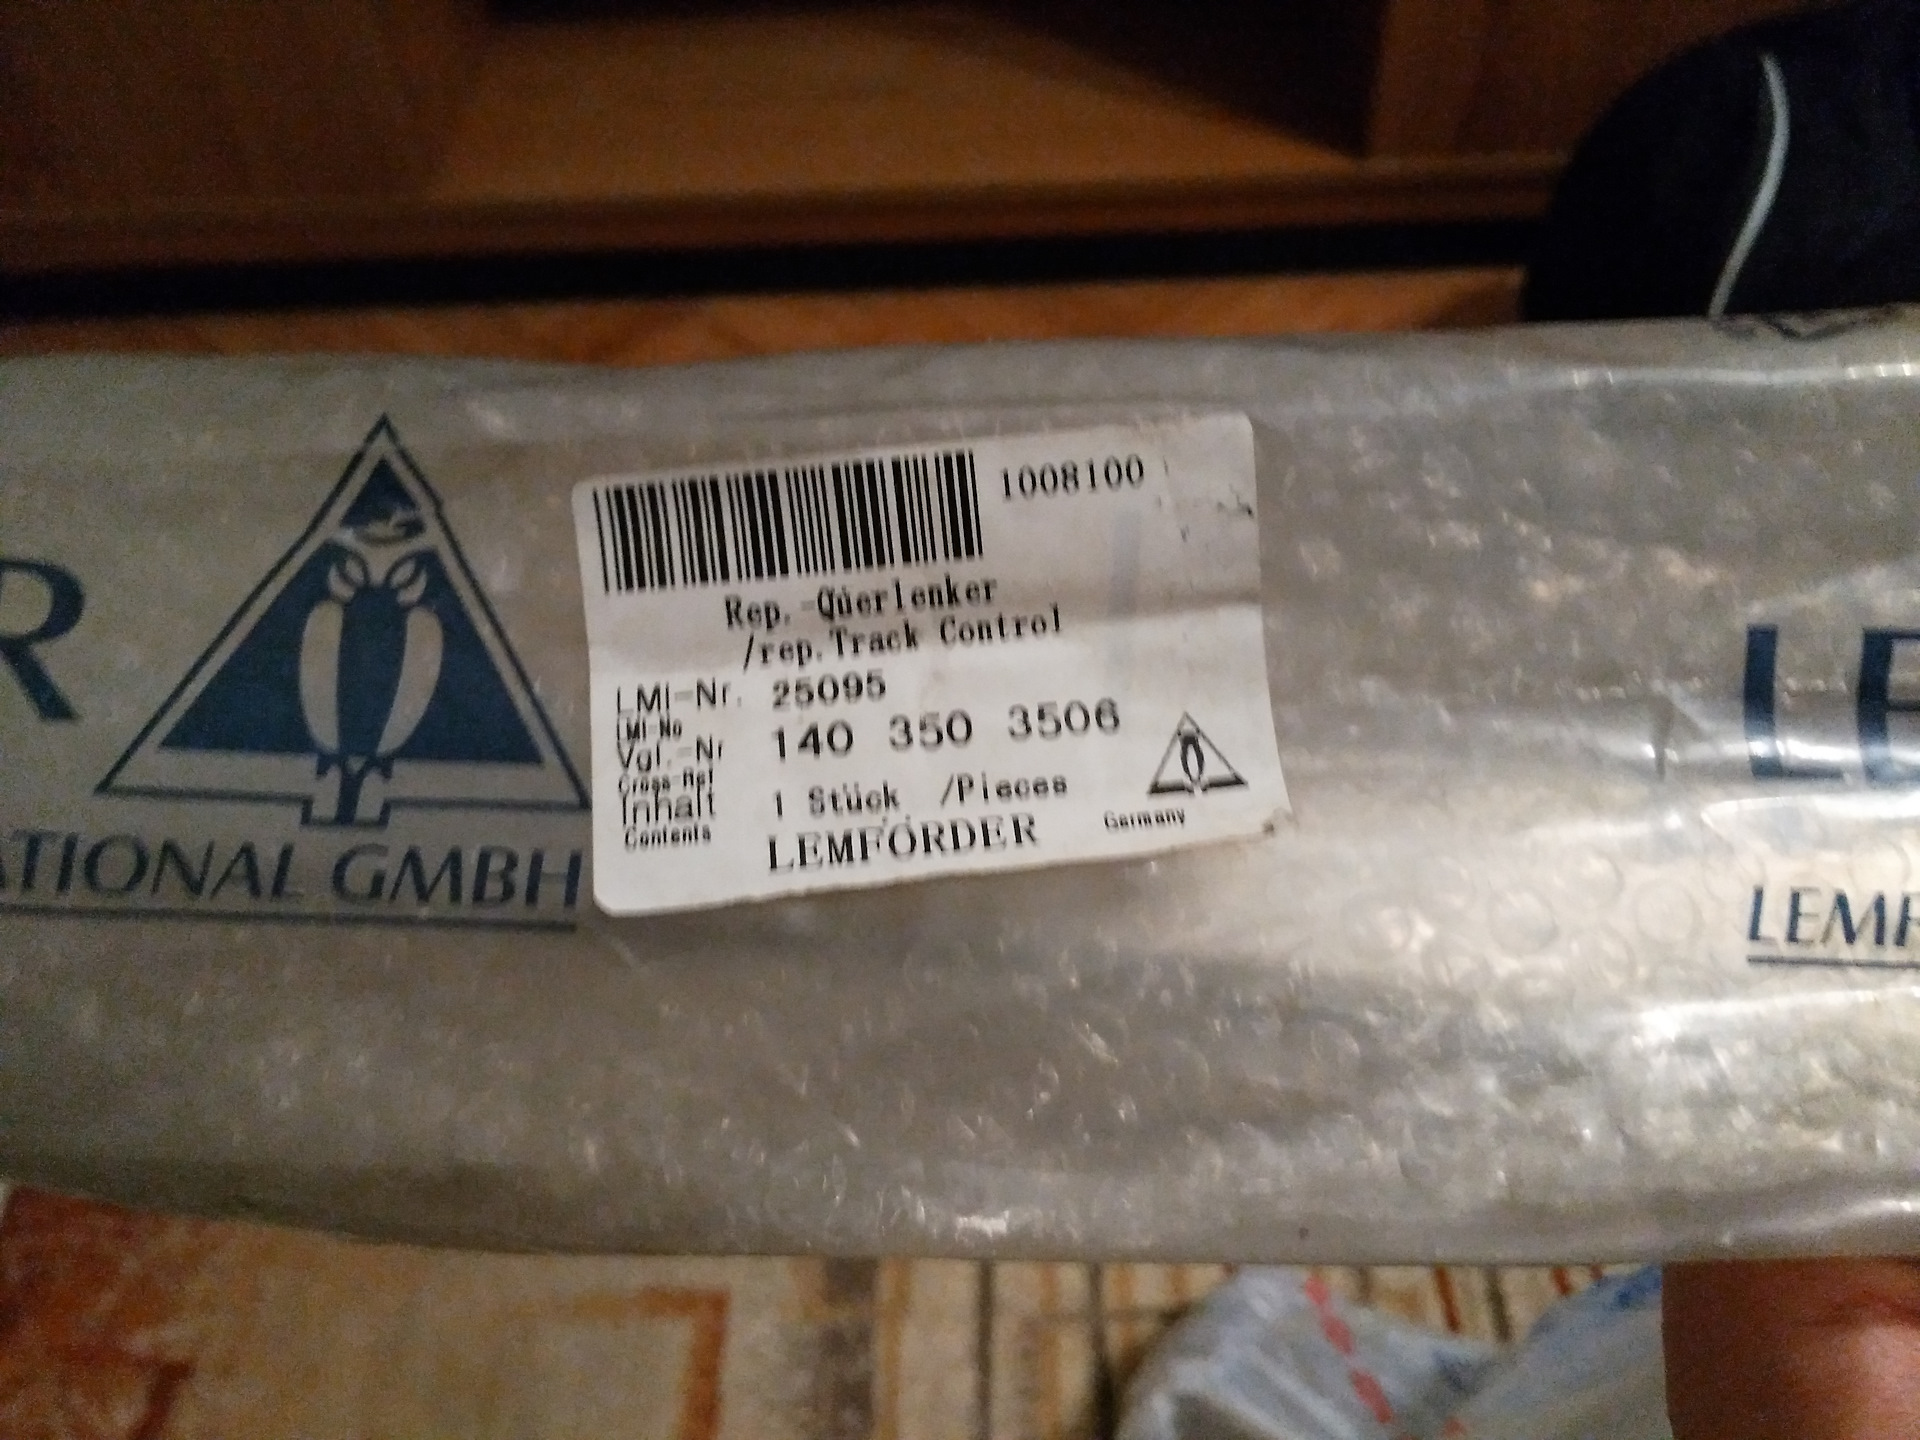 R
ATIONAL GMBH
1008100
Rep.-Querlenker
/rep.Track Control
LMI-Nr. 25095
LMI-No
Vgl.-Nr 140 350 3506
Cross-Ref
Inhalt 1 Stück /Pieces
Contents
LEMFÖRDER
Germany
LE
LEMF